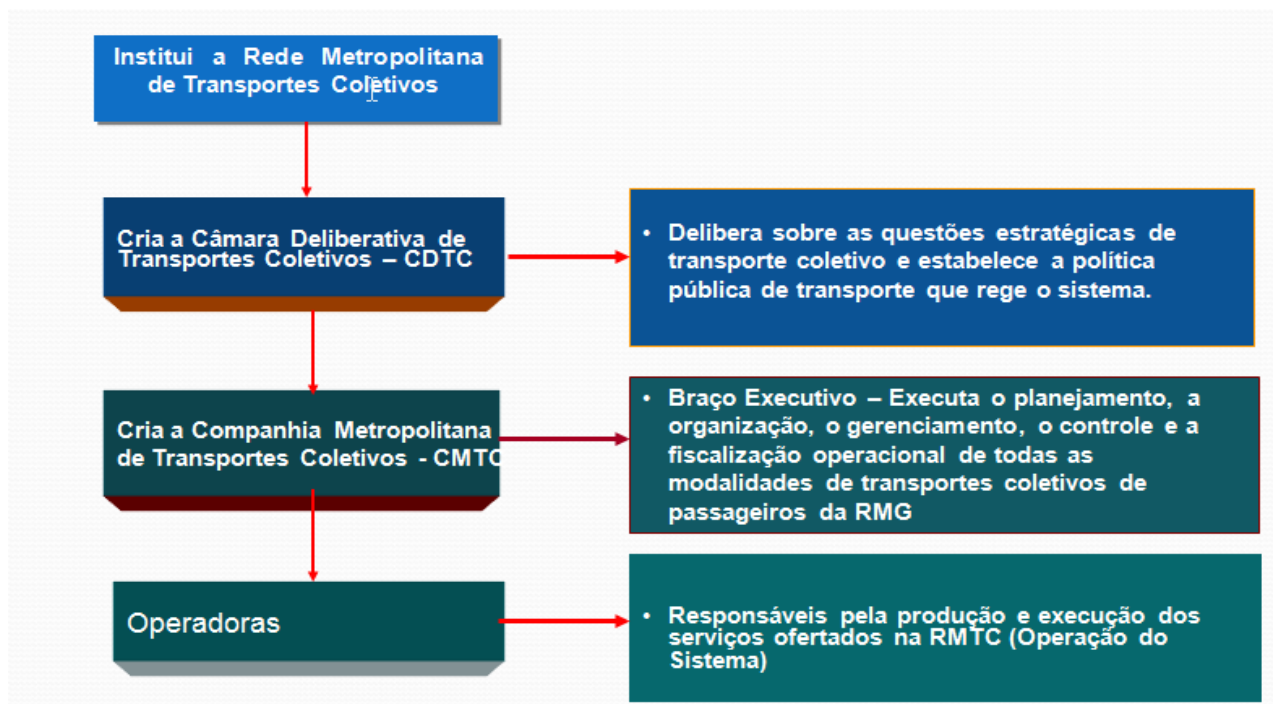 Institui a Rede Metropolitana
de Transportes Coletivos
Cria a Câmara Deliberativa de
Transportes Coletivos – CDTC
• Delibera sobre as questões estratégicas de
transporte coletivo e estabelece a política
pública de transporte que rege o sistema.
Cria a Companhia Metropolitana
de Transportes Coletivos - CMTC
• Braço Executivo – Executa o planejamento, a
organização, o gerenciamento, o controle e a
fiscalização operacional de todas as
modalidades de transportes coletivos de
passageiros da RMG
Operadoras
• Responsáveis pela produção e execução dos
serviços ofertados na RMTC (Operação do
Sistema)